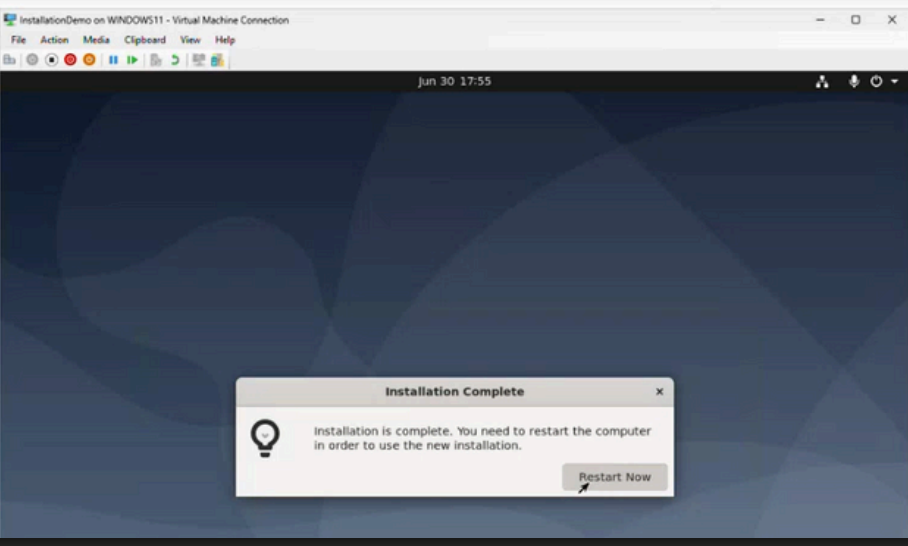 InstallationDemo on WINDOWS11 - Virtual Machine Connection
File Action Media Clipboard View Help
Jun 30 17:55
Installation Complete
Installation is complete. You need to restart the computer
in order to use the new installation.
Restart Now